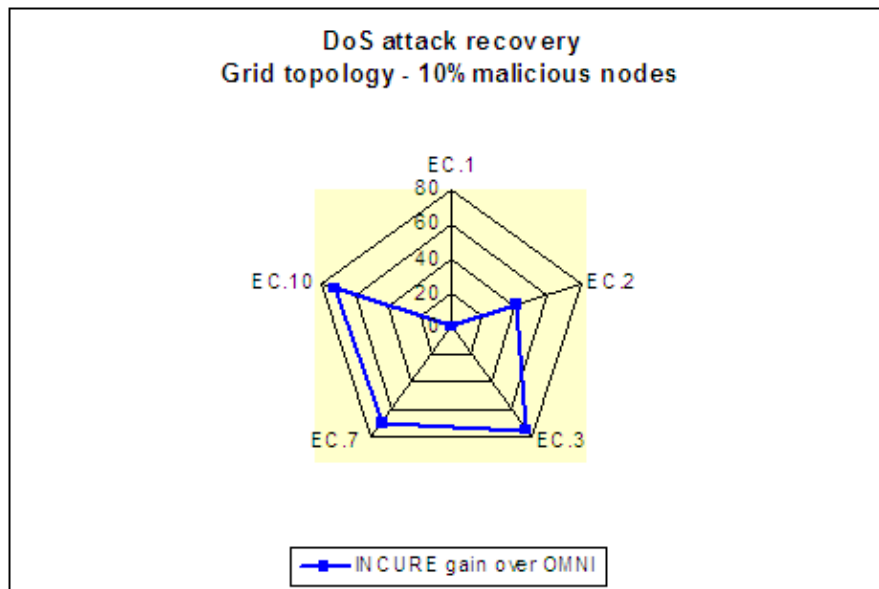 DoS attack recovery
Grid topology - 10% malicious nodes
EC.1
80
60
40
20
0
EC.10
EC.2
EC.7
EC.3
INCURE gain over OMNI